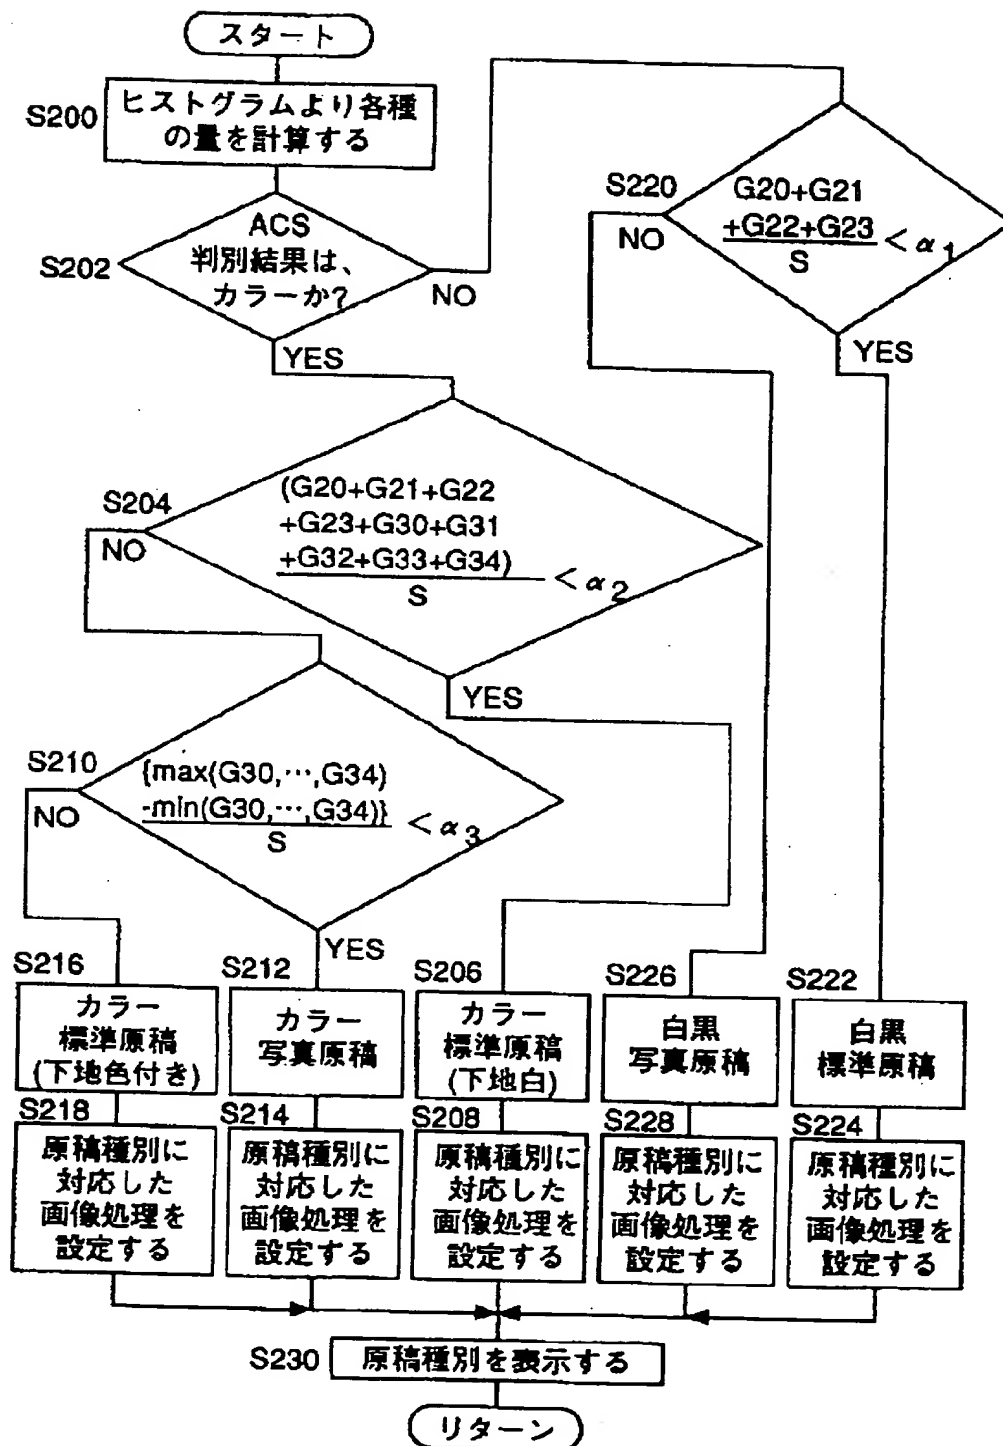 スタート
S200
ヒストグラムより各種
の量を計算する
S202
ACS
判別結果は、
カラーか?
NO
YES
S220
G20+G21
+G22+G23
S
<α1
NO
YES
S204
(G20+G21+G22
+G23+G30+G31
+G32+G33+G34)
S
<α2
NO
YES
S210
{max(G30,…,G34)
-min(G30,…,G34)}
S
<α3
NO
YES
S216
カラー
標準原稿
(下地色付き)
S212
カラー
写真原稿
S206
カラー
標準原稿
(下地白)
S226
白黒
写真原稿
S222
白黒
標準原稿
S218
原稿種別に
対応した
画像処理を
設定する
S214
原稿種別に
対応した
画像処理を
設定する
S208
原稿種別に
対応した
画像処理を
設定する
S228
原稿種別に
対応した
画像処理を
設定する
S224
原稿種別に
対応した
画像処理を
設定する
S230
原稿種別を表示する
リターン